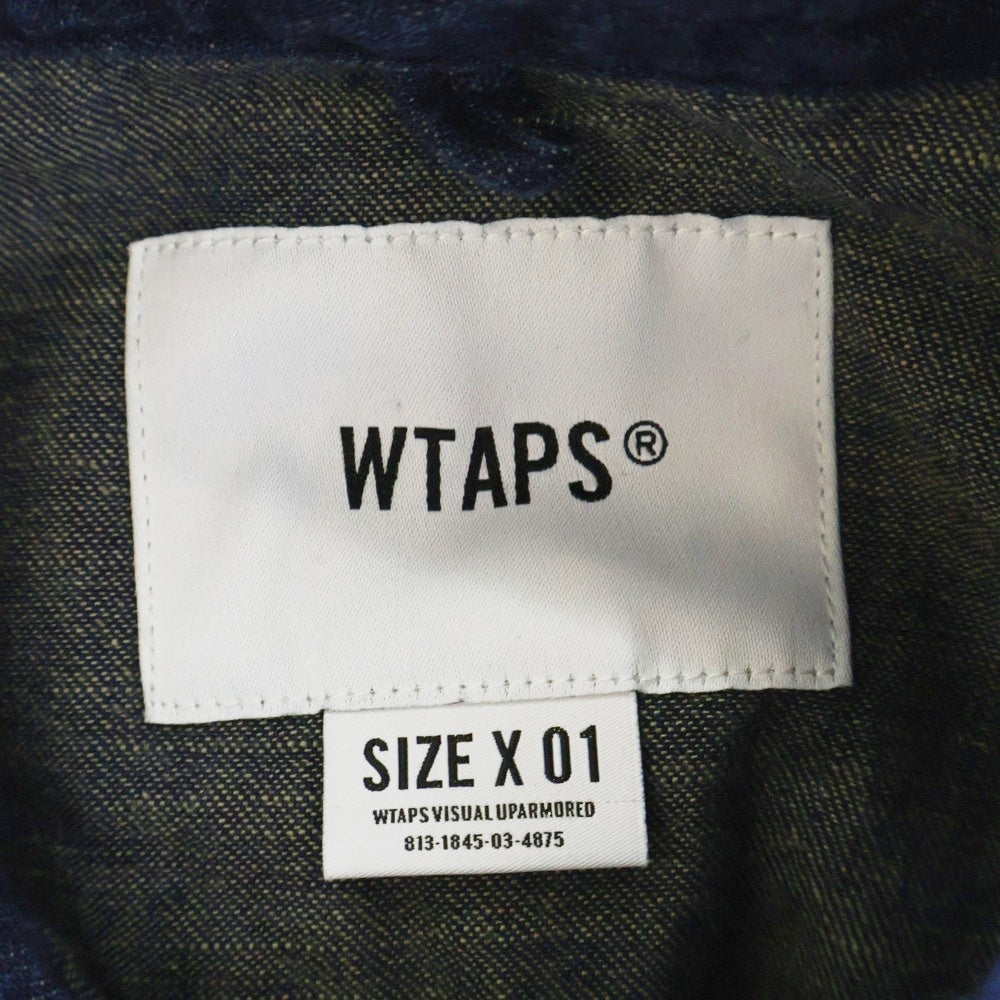 WTAPS®
SIZE X 01
WTAPS VISUAL UPARMORED
813-1845-03-4875